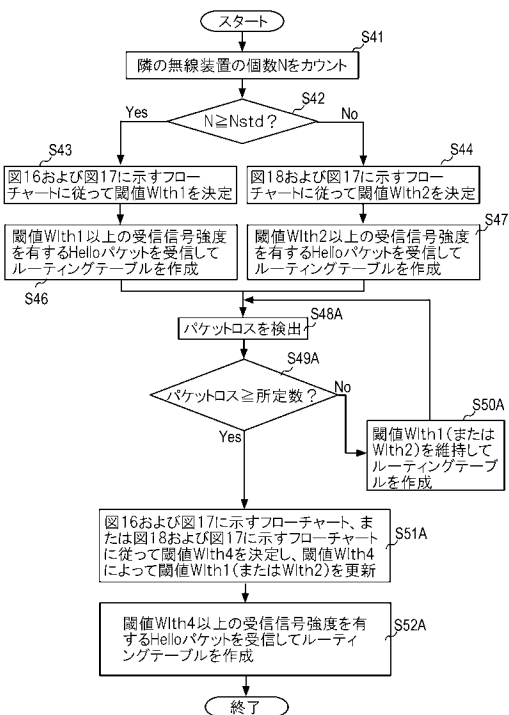 スタート
S41
隣の無線装置の個数Nをカウント
S42
Yes
N≧Nstd?
No
S43
図16および図17に示すフロー
チャートに従って閾値Wth1を決定
S44
図18および図17に示すフロー
チャートに従って閾値Wth2を決定
閾値Wth1以上の受信信号強度
を有するHelloパケットを受信して
ルーティングテーブルを作成
S46
S47
閾値Wth2以上の受信信号強度
を有するHelloパケットを受信して
ルーティングテーブルを作成
S48A
パケットロスを検出
S49A
パケットロス≧所定数?
No
Yes
S50A
閾値Wth1(または
Wth2)を維持して
ルーティングテーブ
ルを作成
図16および図17に示すフローチャート、ま
たは図18および図17に示すフローチャート
に従って閾値Wth4を決定し、閾値Wth4
によって閾値Wth1(またはWth2)を更新
S51A
閾値Wth4以上の受信信号強度を有
するHelloパケットを受信してルーティ
ングテーブルを作成
S52A
終了